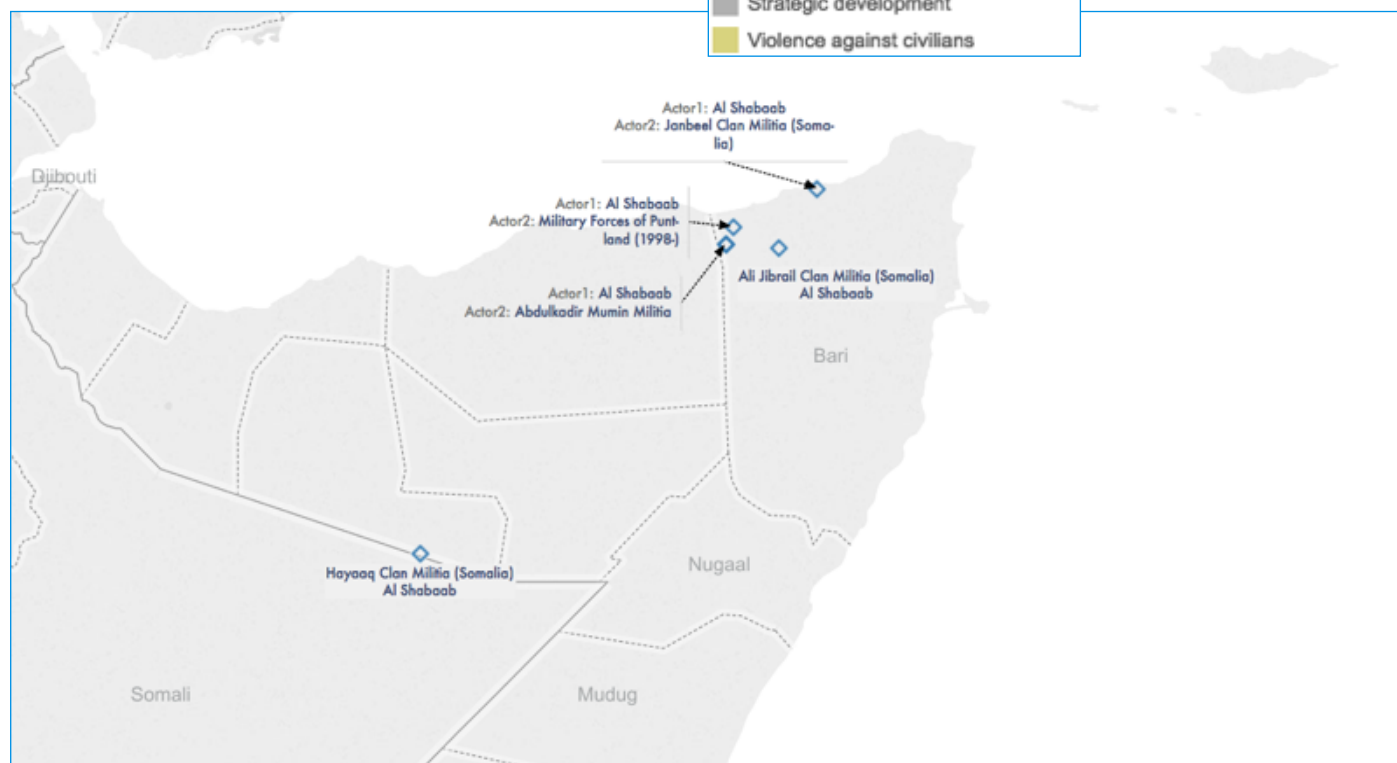 Strategic development
Violence against civilians
Actor1: Al Shabaab
Actor2: Janbeel Clan Militia (Soma-
lia)
Djibouti
Actor1: Al Shabaab
Actor2: Military Forces of Punt-
land (1998-)
Ali Jibrail Clan Militia (Somalia)
Al Shabaab
Actor1: Al Shabaab
Actor2: Abdulkadir Mumin Militia
Bari
Hayaaq Clan Militia (Somalia)
Al Shabaab
Nugaal
Somali
Mudug